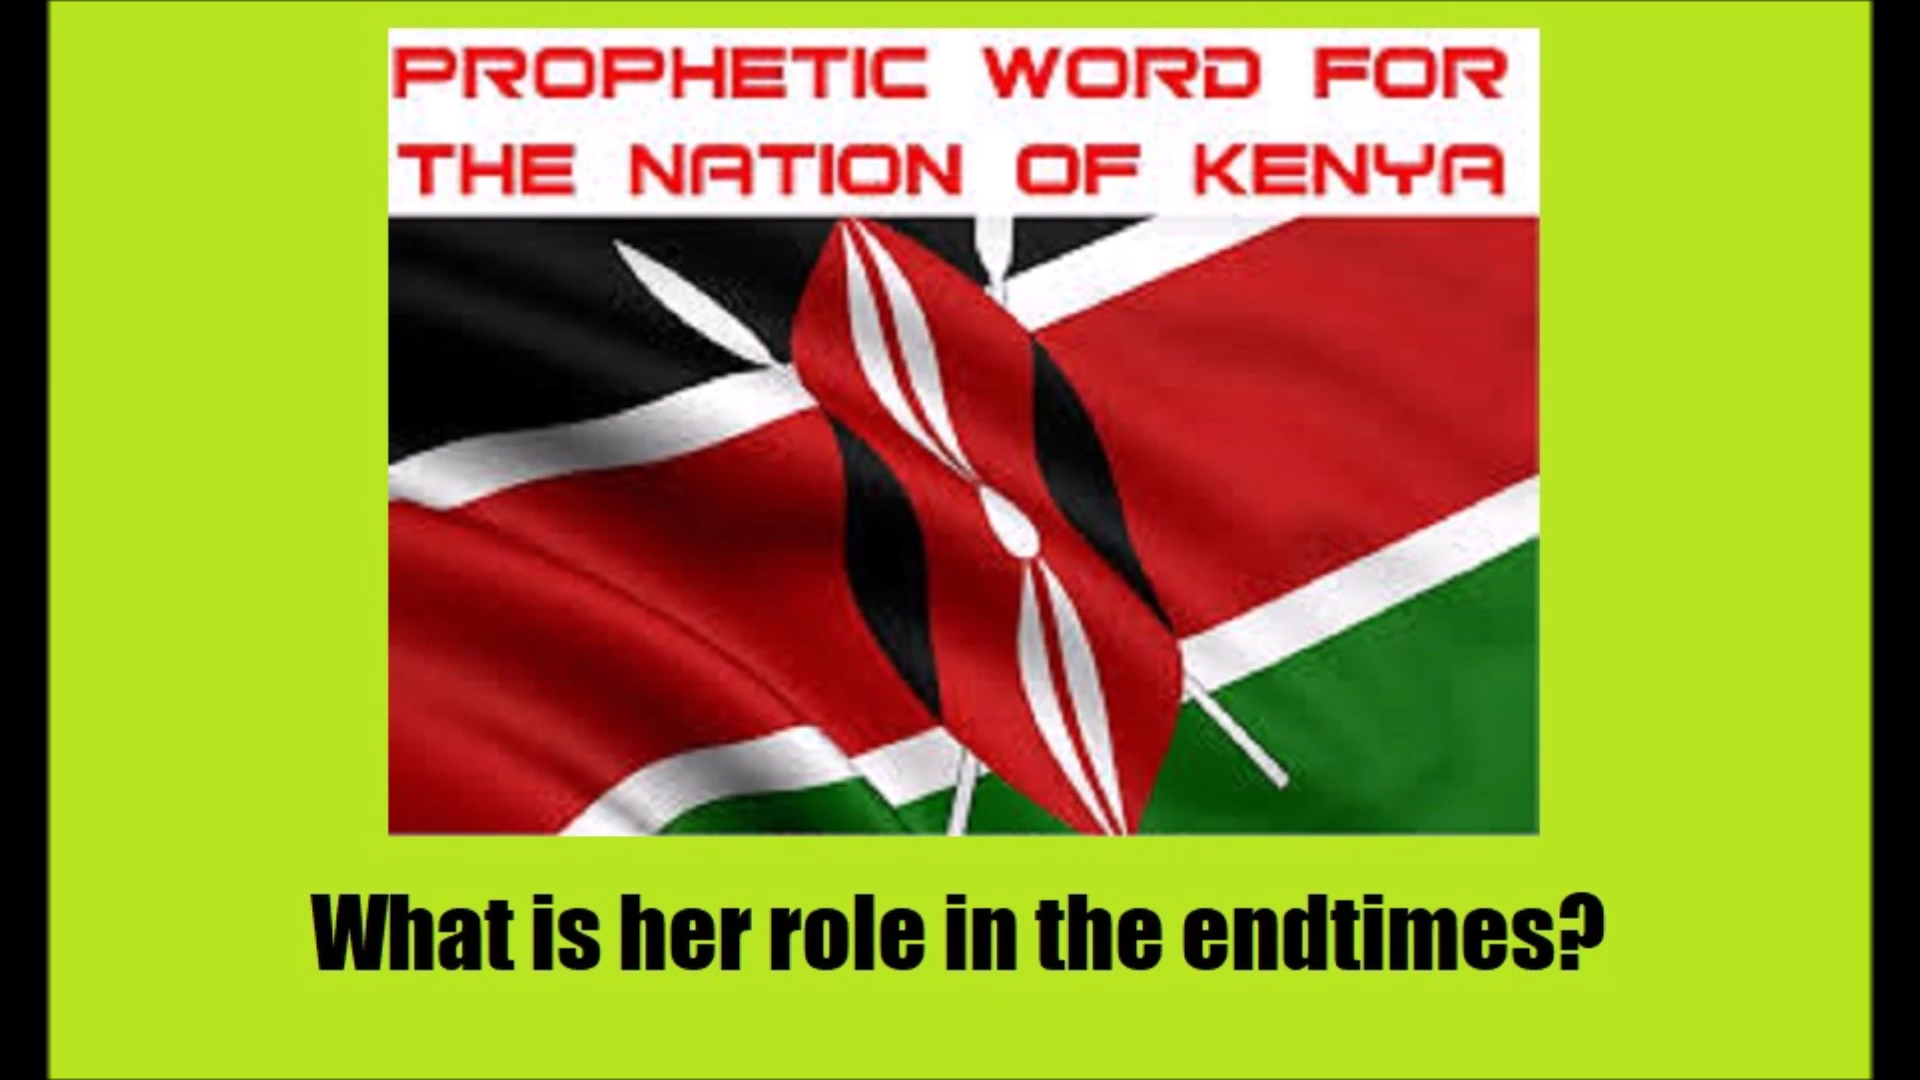 PROPHETIC WORD FOR
THE NATION OF KENYA
What is her role in the endtimes?